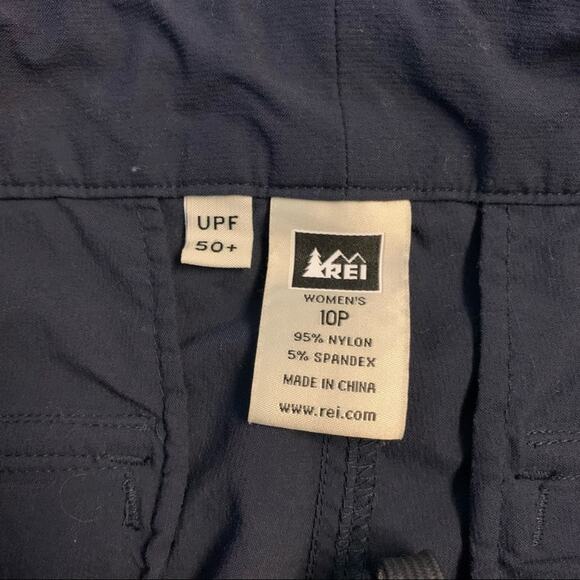 UPF
50+
REI
WOMEN'S
10P
95% NYLON
5% SPANDEX
MADE IN CHINA
www.rei.com